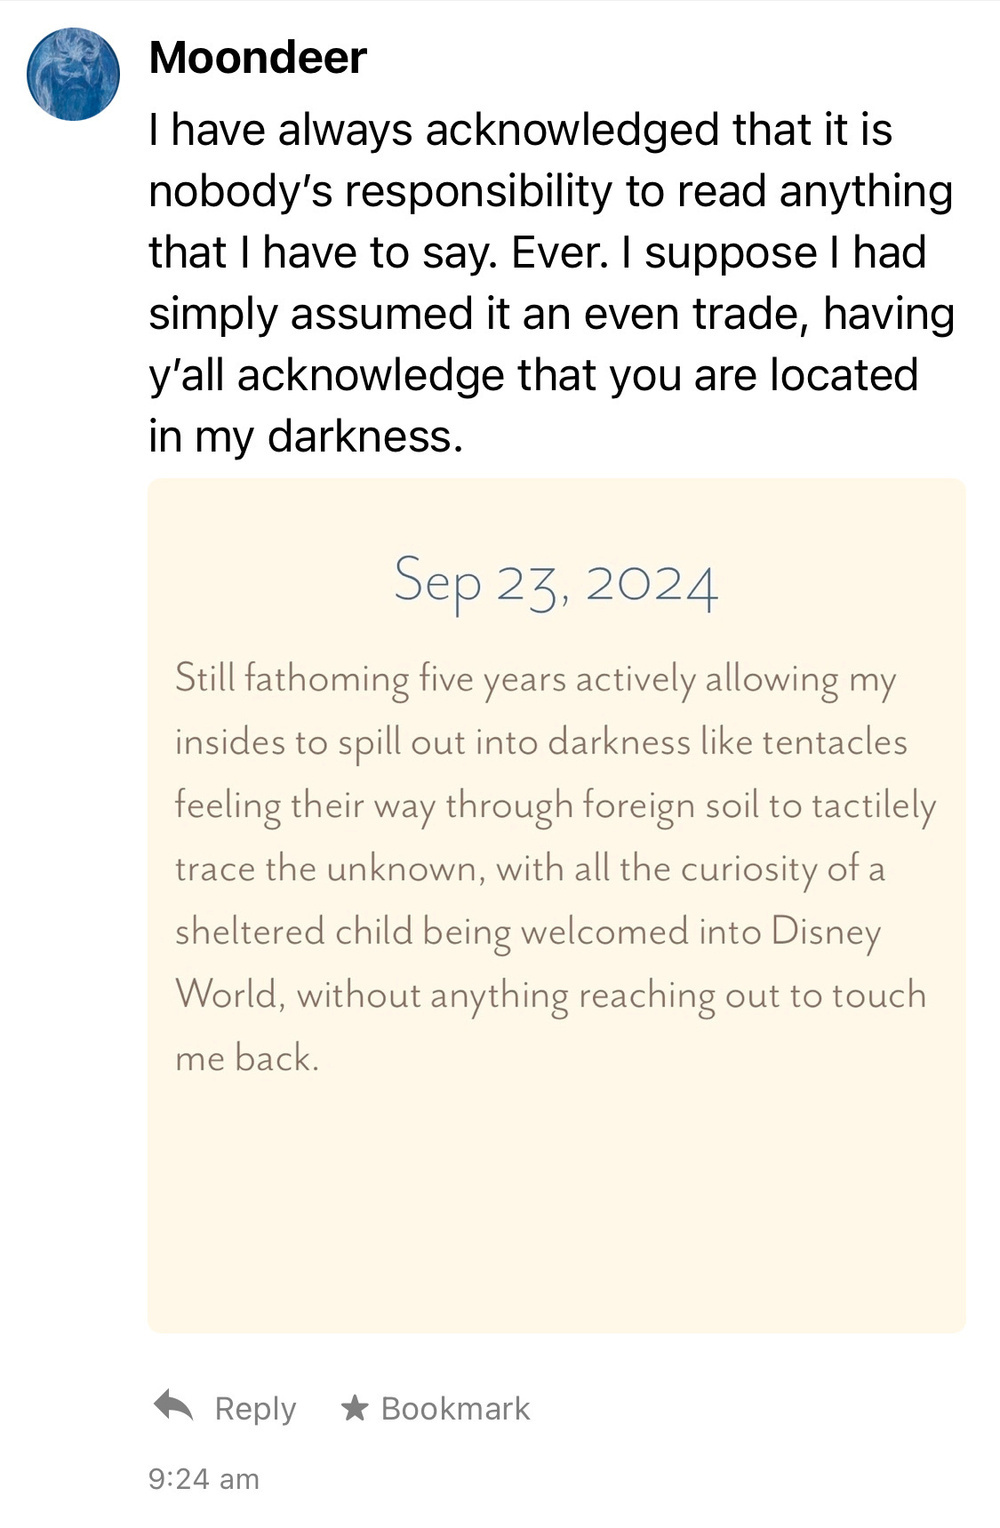 Moondeer
I have always acknowledged that it is
nobody’s responsibility to read anything
that I have to say. Ever. I suppose I had
simply assumed it an even trade, having
y’all acknowledge that you are located
in my darkness.
Sep 23, 2024
Still fathoming five years actively allowing my
insides to spill out into darkness like tentacles
feeling their way through foreign soil to tactilely
trace the unknown, with all the curiosity of a
sheltered child being welcomed into Disney
World, without anything reaching out to touch
me back.
Reply Bookmark
9:24 am